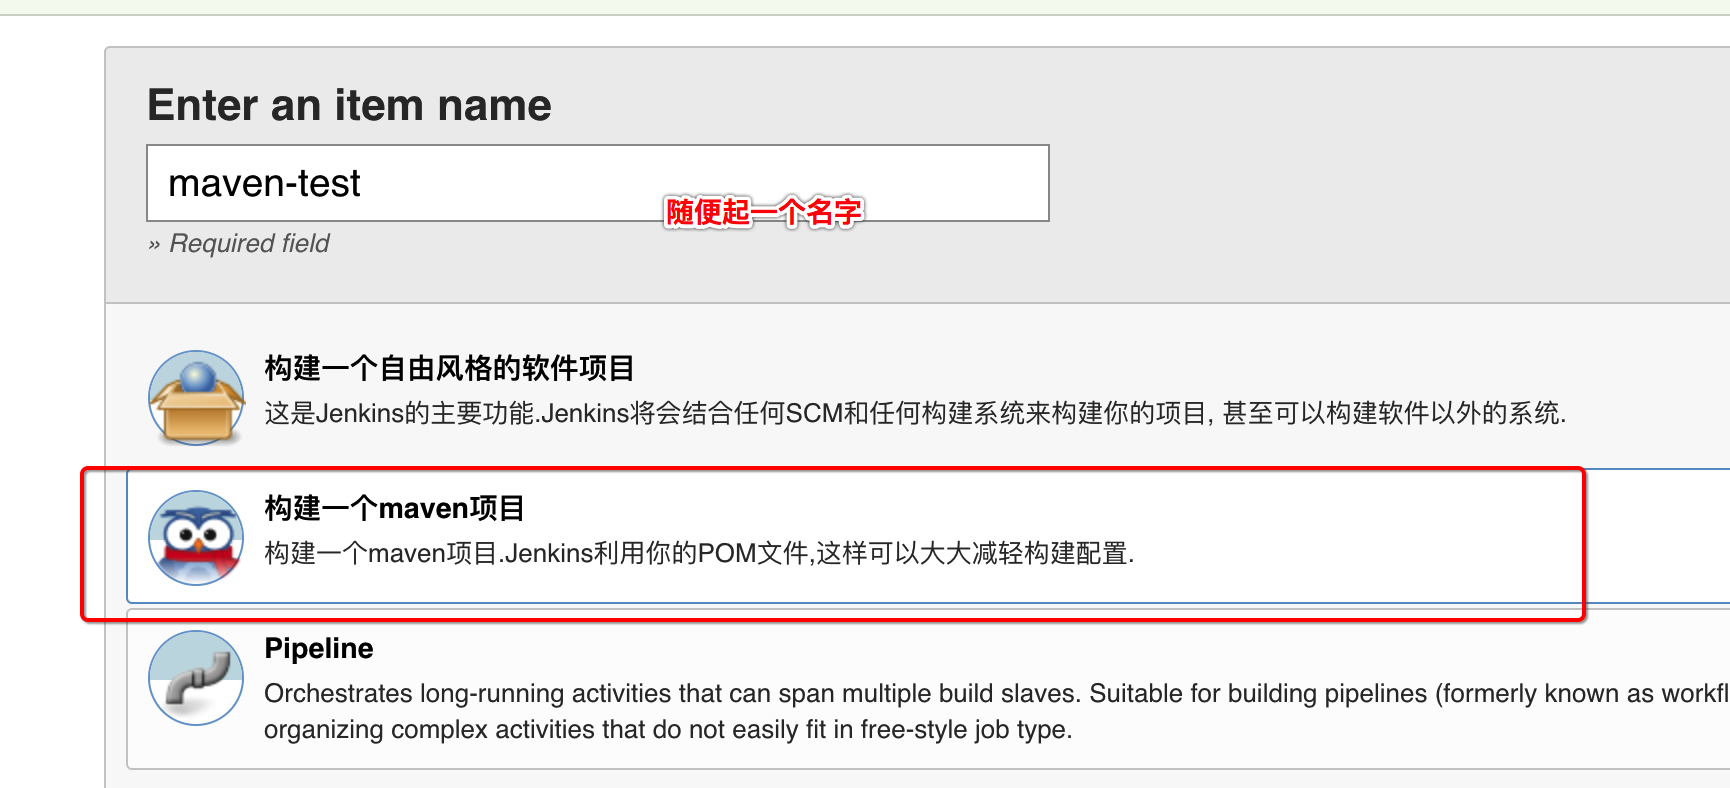 Enter an item name
maven-test
随便起一个名字
» Required field
构建一个自由风格的软件项目
这是Jenkins的主要功能.Jenkins将会结合任何SCM和任何构建系统来构建你的项目, 甚至可以构建软件以外的系统.
构建一个maven项目
构建一个maven项目.Jenkins利用你的POM文件,这样可以大大减轻构建配置.
Pipeline
Orchestrates long-running activities that can span multiple build slaves. Suitable for building pipelines (formerly known as workfl
organizing complex activities that do not easily fit in free-style job type.